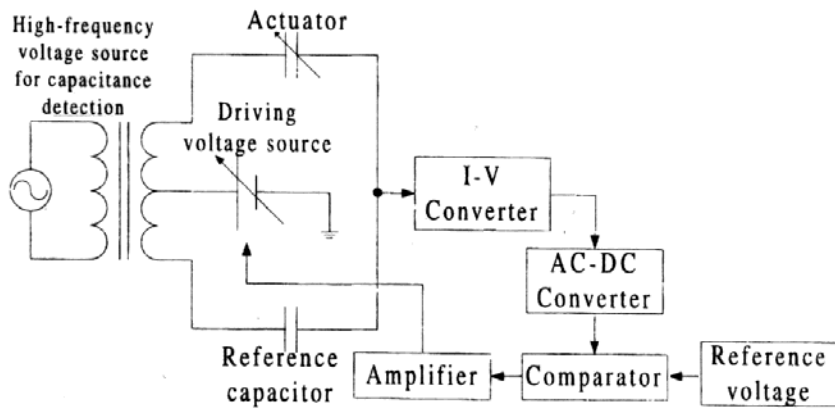 High-frequency
voltage source
for capacitance
detection
Actuator
Driving
voltage source
I-V
Converter
AC-DC
Converter
Reference
capacitor
Amplifier
Comparator
Reference
voltage